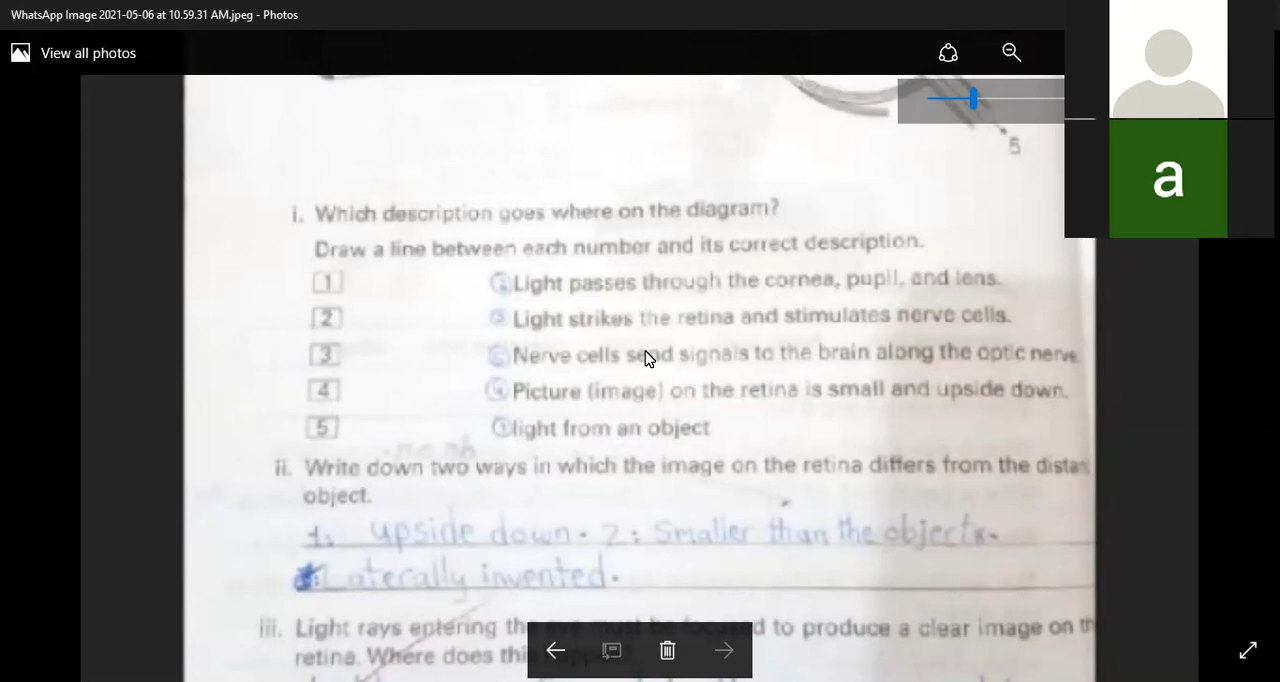 WhatsApp Image 2021-05-06 at 10.59.31 AM.jpeg - Photos
View all photos
a
5
i. Which description goes where on the diagram?
Draw a line between each number and its correct description.
1 Light passes through the cornea, pupil, and lens.
2 Light strikes the retina and stimulates nerve cells.
3 Nerve cells send signals to the brain along the optic nerve.
4 4 Picture (image) on the retina is small and upside down.
5 1 light from an object
ii. Write down two ways in which the image on the retina differs from the
object.
1. upside down. 2: Smaller than the objects.
Laterally invented.
iii. Light rays entering the eye must be focused to produce a clear image on
retina. Where does this happen?